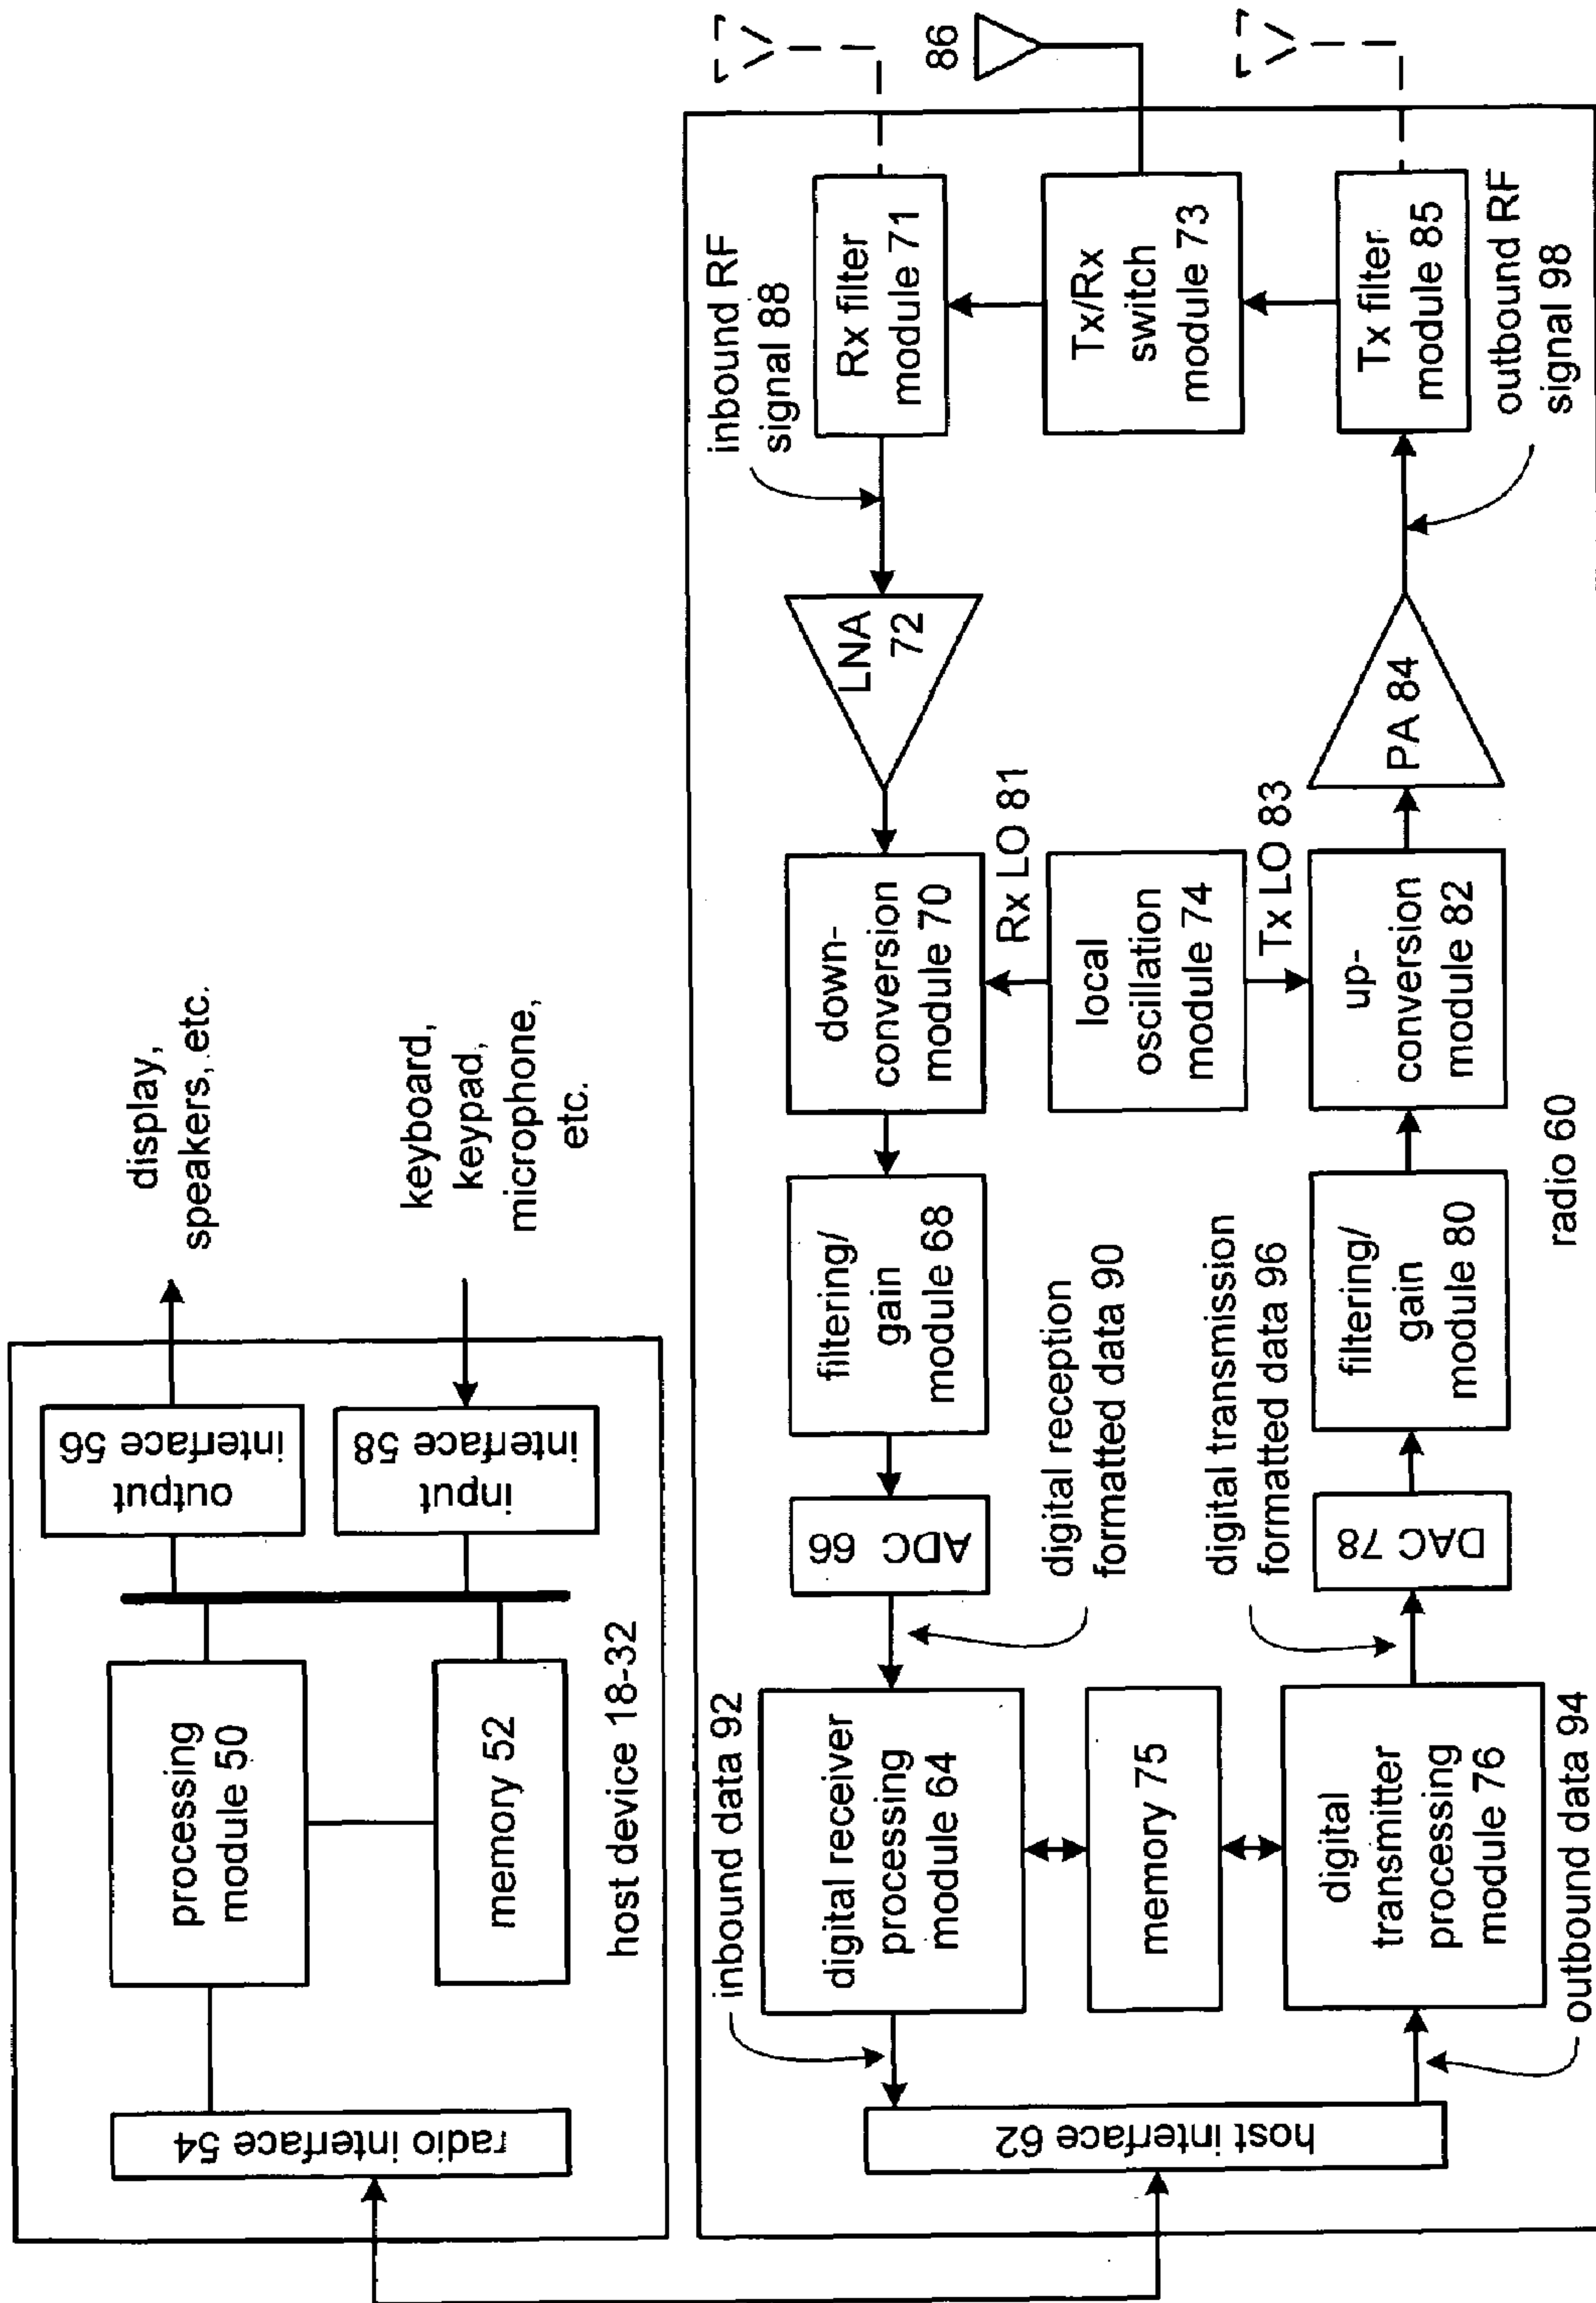 radio interface 54
processing
module 50
memory 52
output
interface 56
input
interface 58
display,
speakers, etc.
keyboard,
keypad,
microphone,
etc.
host device 18-32
host interface 62
inbound data 92
digital receiver
processing
module 64
memory 75
digital
transmitter
processing
module 76
outbound data 94
ADC 66
digital reception
formatted data 90
digital transmission
formatted data 96
DAC 78
filtering/
gain
module 68
filtering/
gain
module 80
down-
conversion
module 70
Rx LO 81
local
oscillation
module 74
Tx LO 83
up-
conversion
module 82
radio 60
LNA
72
PA 84
inbound RF
signal 88
Rx filter
module 71
Tx/Rx
switch
module 73
Tx filter
module 85
outbound RF
signal 98
86